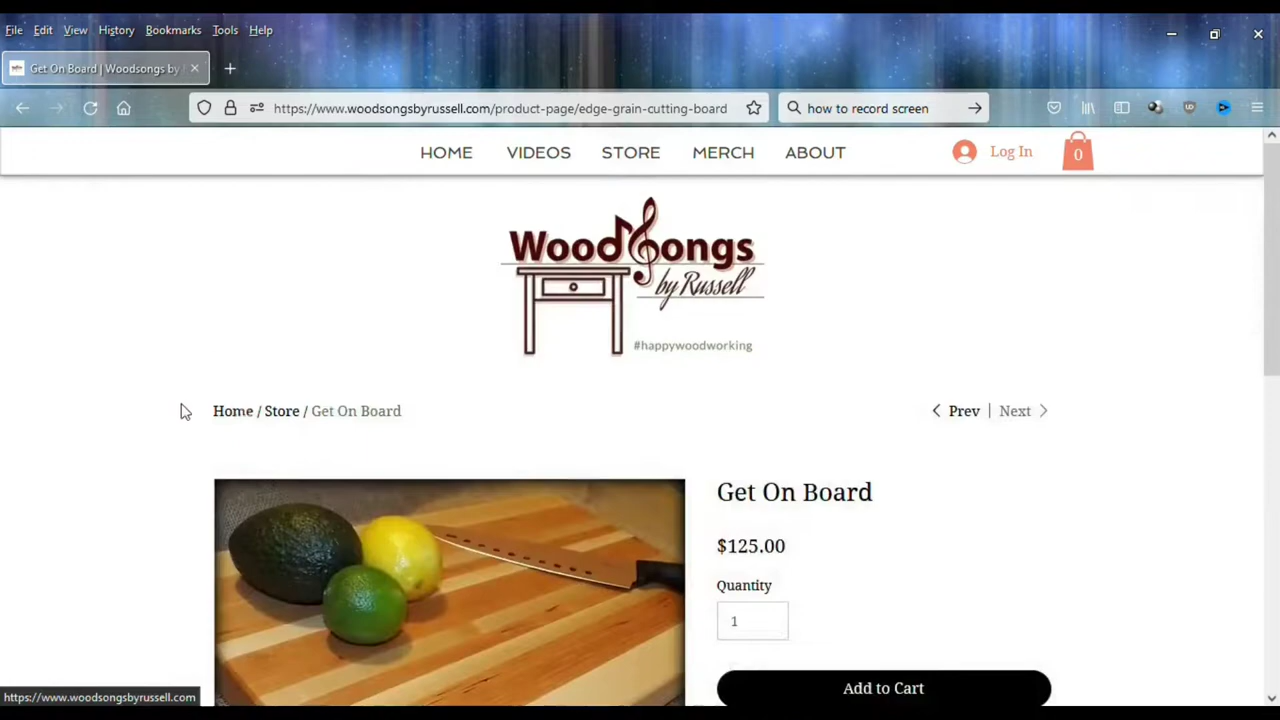 File Edit View History Bookmarks Tools Help
Get On Board | Woodsongs by
https://www.woodsongsbyrussell.com/product-page/edge-grain-cutting-board
how to record screen
HOME VIDEOS STORE MERCH ABOUT Log In 0
WoodSongs
by Russell
#happywoodworking
Home / Store / Get On Board
Prev | Next
Get On Board
$125.00
Quantity
1
Add to Cart
https://www.woodsongsbyrussell.com